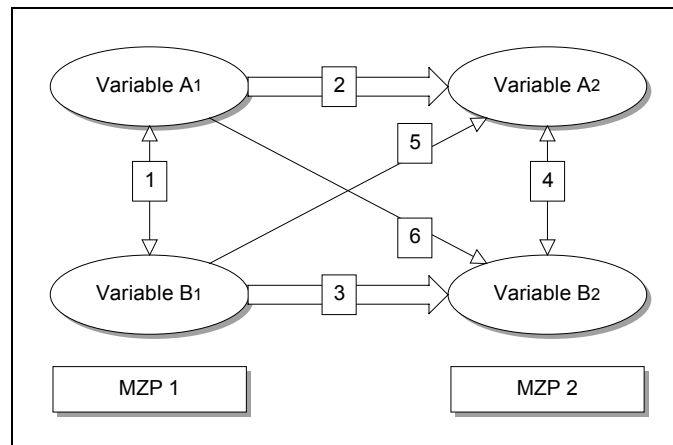 Variable A1
2
Variable A2
5
1
4
6
Variable B1
3
Variable B2
MZP 1
MZP 2